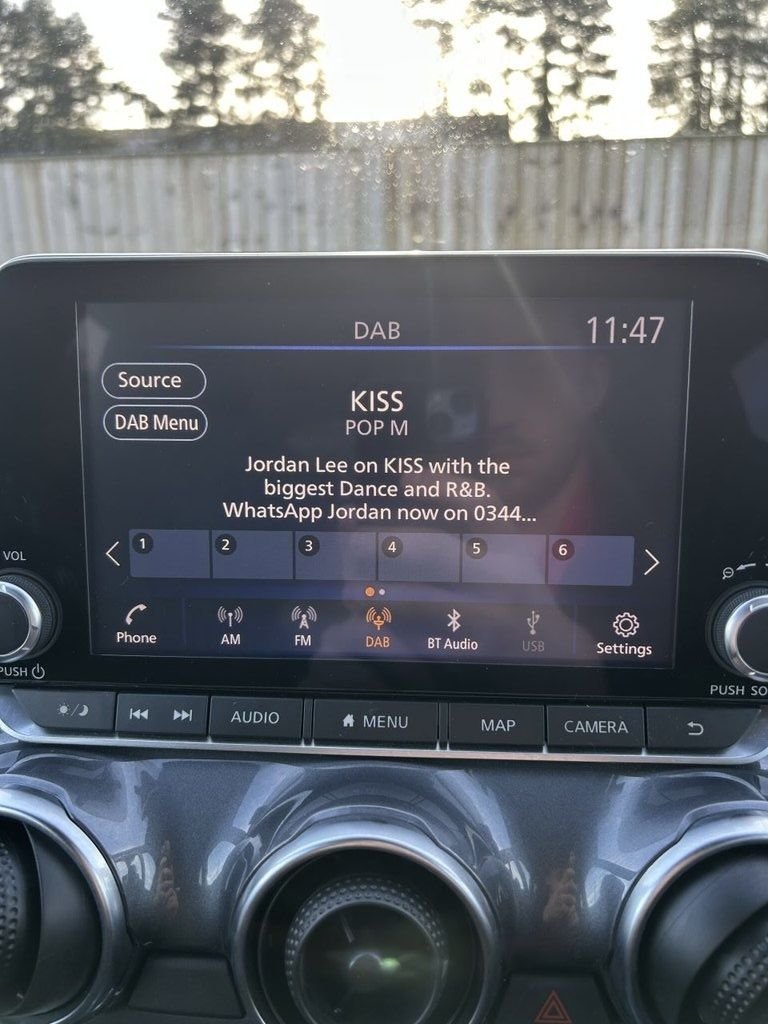 DAB
11:47
Source
DAB Menu
KISS
POP M
Jordan Lee on KISS with the
biggest Dance and R&B.
WhatsApp Jordan now on 0344...
1 2 3 4 5 6
VOL
Phone AM FM DAB BT Audio USB Settings
PUSH
PUSH SO
AUDIO MENU MAP CAMERA